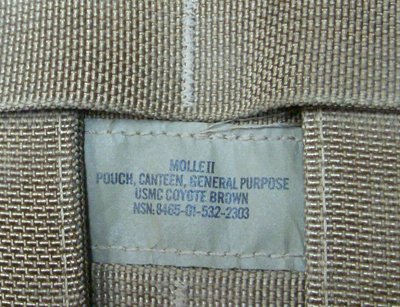 MOLLE II
POUCH, CANTEEN, GENERAL PURPOSE
USMC COYOTE BROWN
NSN: 8465-01-532-2303